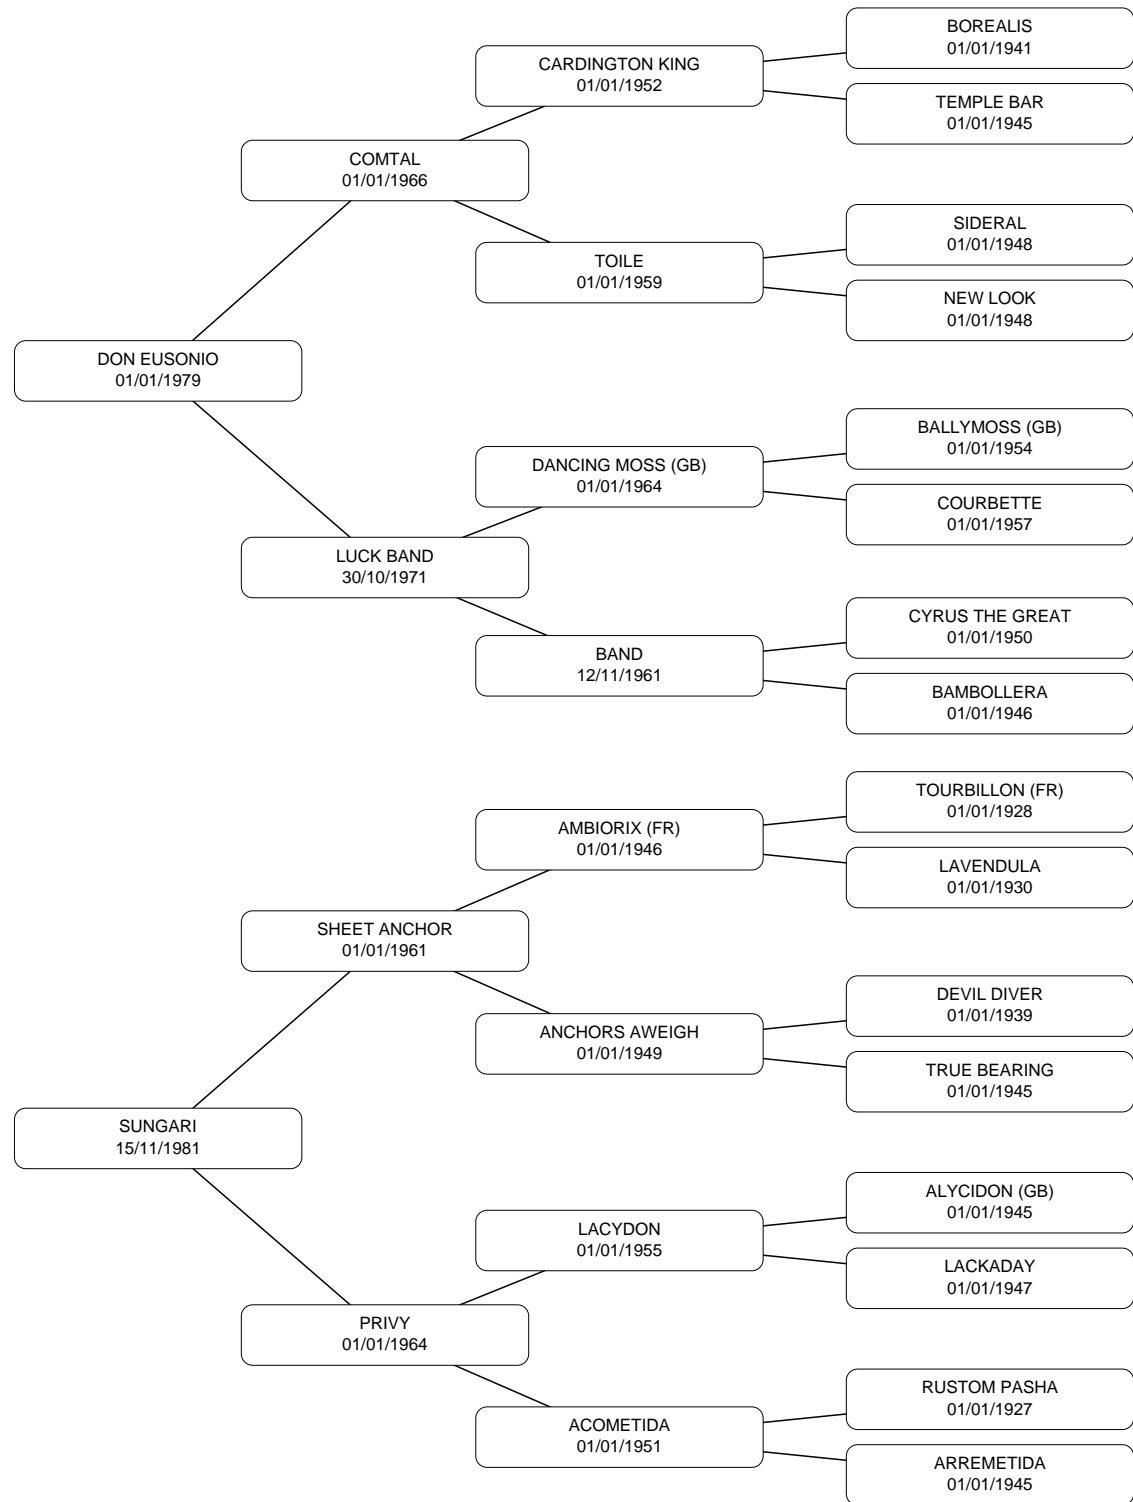 BOREALIS
01/01/1941
CARDINGTON KING
01/01/1952
TEMPLE BAR
01/01/1945
COMTAL
01/01/1966
SIDERAL
01/01/1948
TOILE
01/01/1959
NEW LOOK
01/01/1948
DON EUSONIO
01/01/1979
BALLYMOSS (GB)
01/01/1954
DANCING MOSS (GB)
01/01/1964
COURBETTE
01/01/1957
LUCK BAND
30/10/1971
CYRUS THE GREAT
01/01/1950
BAND
12/11/1961
BAMBOLLERA
01/01/1946
TOURBILLON (FR)
01/01/1928
AMBIORIX (FR)
01/01/1946
LAVENDULA
01/01/1930
SHEET ANCHOR
01/01/1961
DEVIL DIVER
01/01/1939
ANCHORS AWEIGH
01/01/1949
TRUE BEARING
01/01/1945
SUNGARI
15/11/1981
ALYCIDON (GB)
01/01/1945
LACYDON
01/01/1955
LACKADAY
01/01/1947
PRIVY
01/01/1964
RUSTOM PASHA
01/01/1927
ACOMETIDA
01/01/1951
ARREMETIDA
01/01/1945